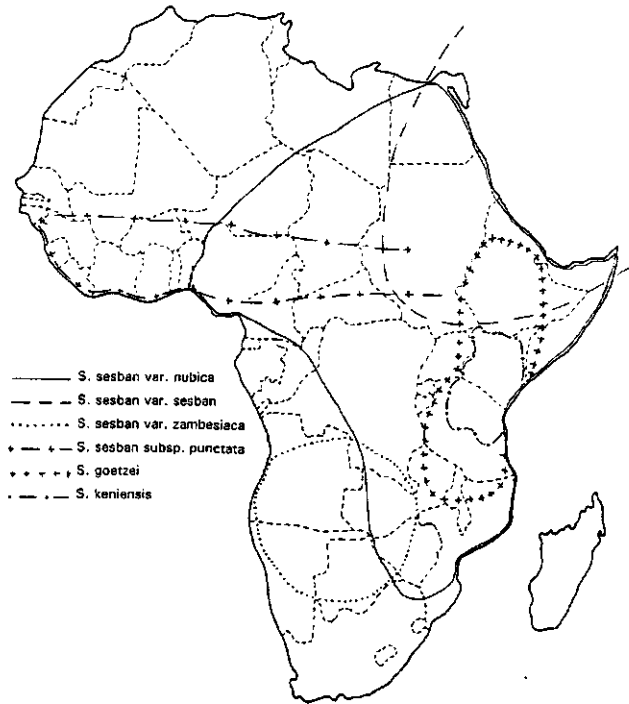 S. sesban var. nubica
S. sesban var. sesban
S. sesban var. zambesiaca
S. sesban subsp. punctata
S. goetzei
S. keniensis